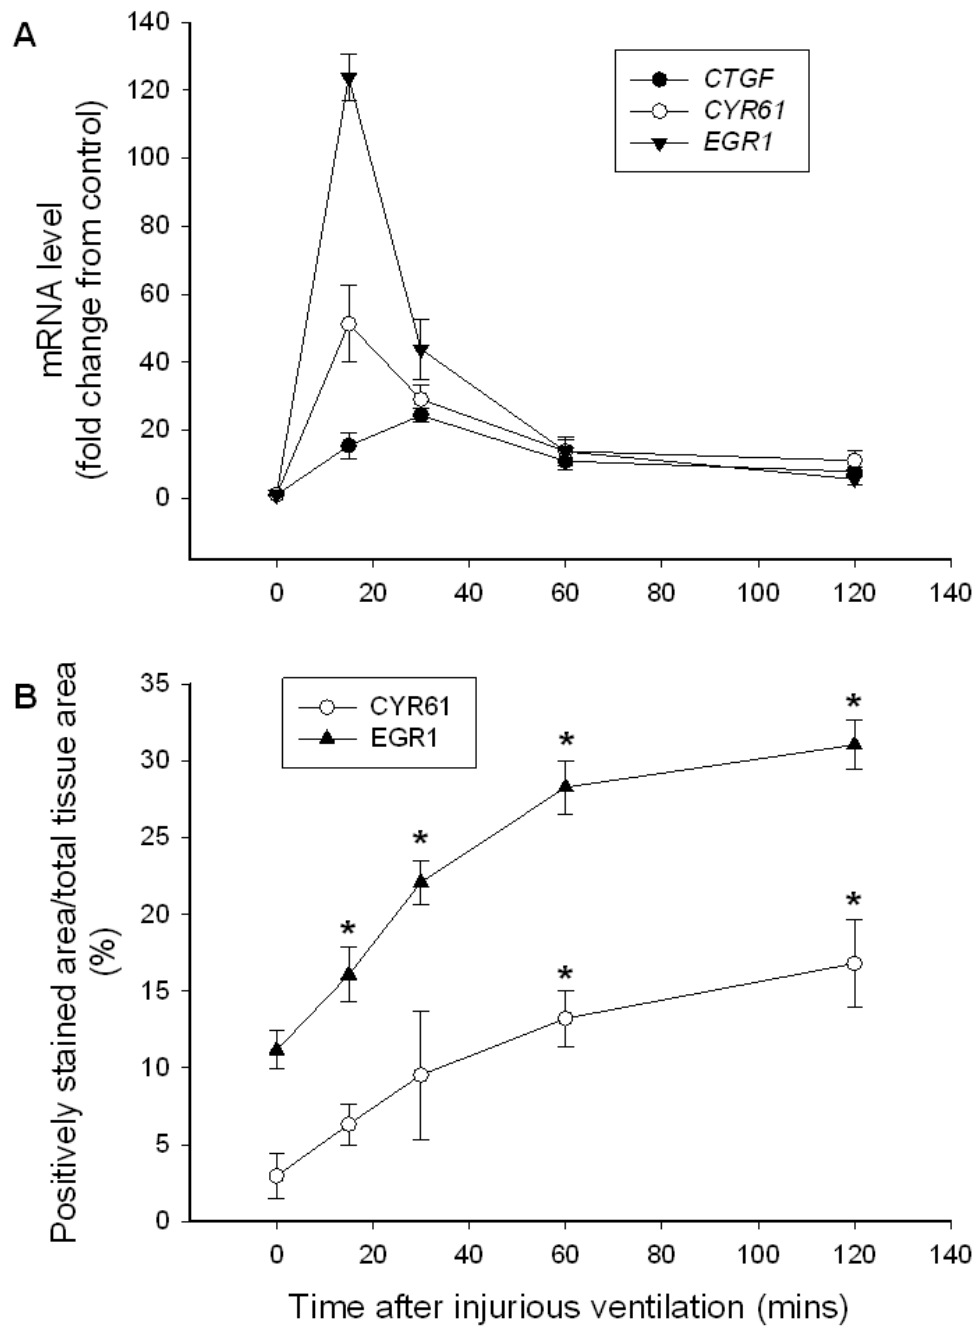 A
140
120
100
80
60
40
20
0
mRNA level
(fold change from control)
CTGF
CYR61
EGR1
0 20 40 60 80 100 120 140
B
35
30
25
20
15
10
5
0
Positively stained area/total tissue area
(%)
CYR61
EGR1
* * * *
* *
0 20 40 60 80 100 120 140
Time after injurious ventilation (mins)